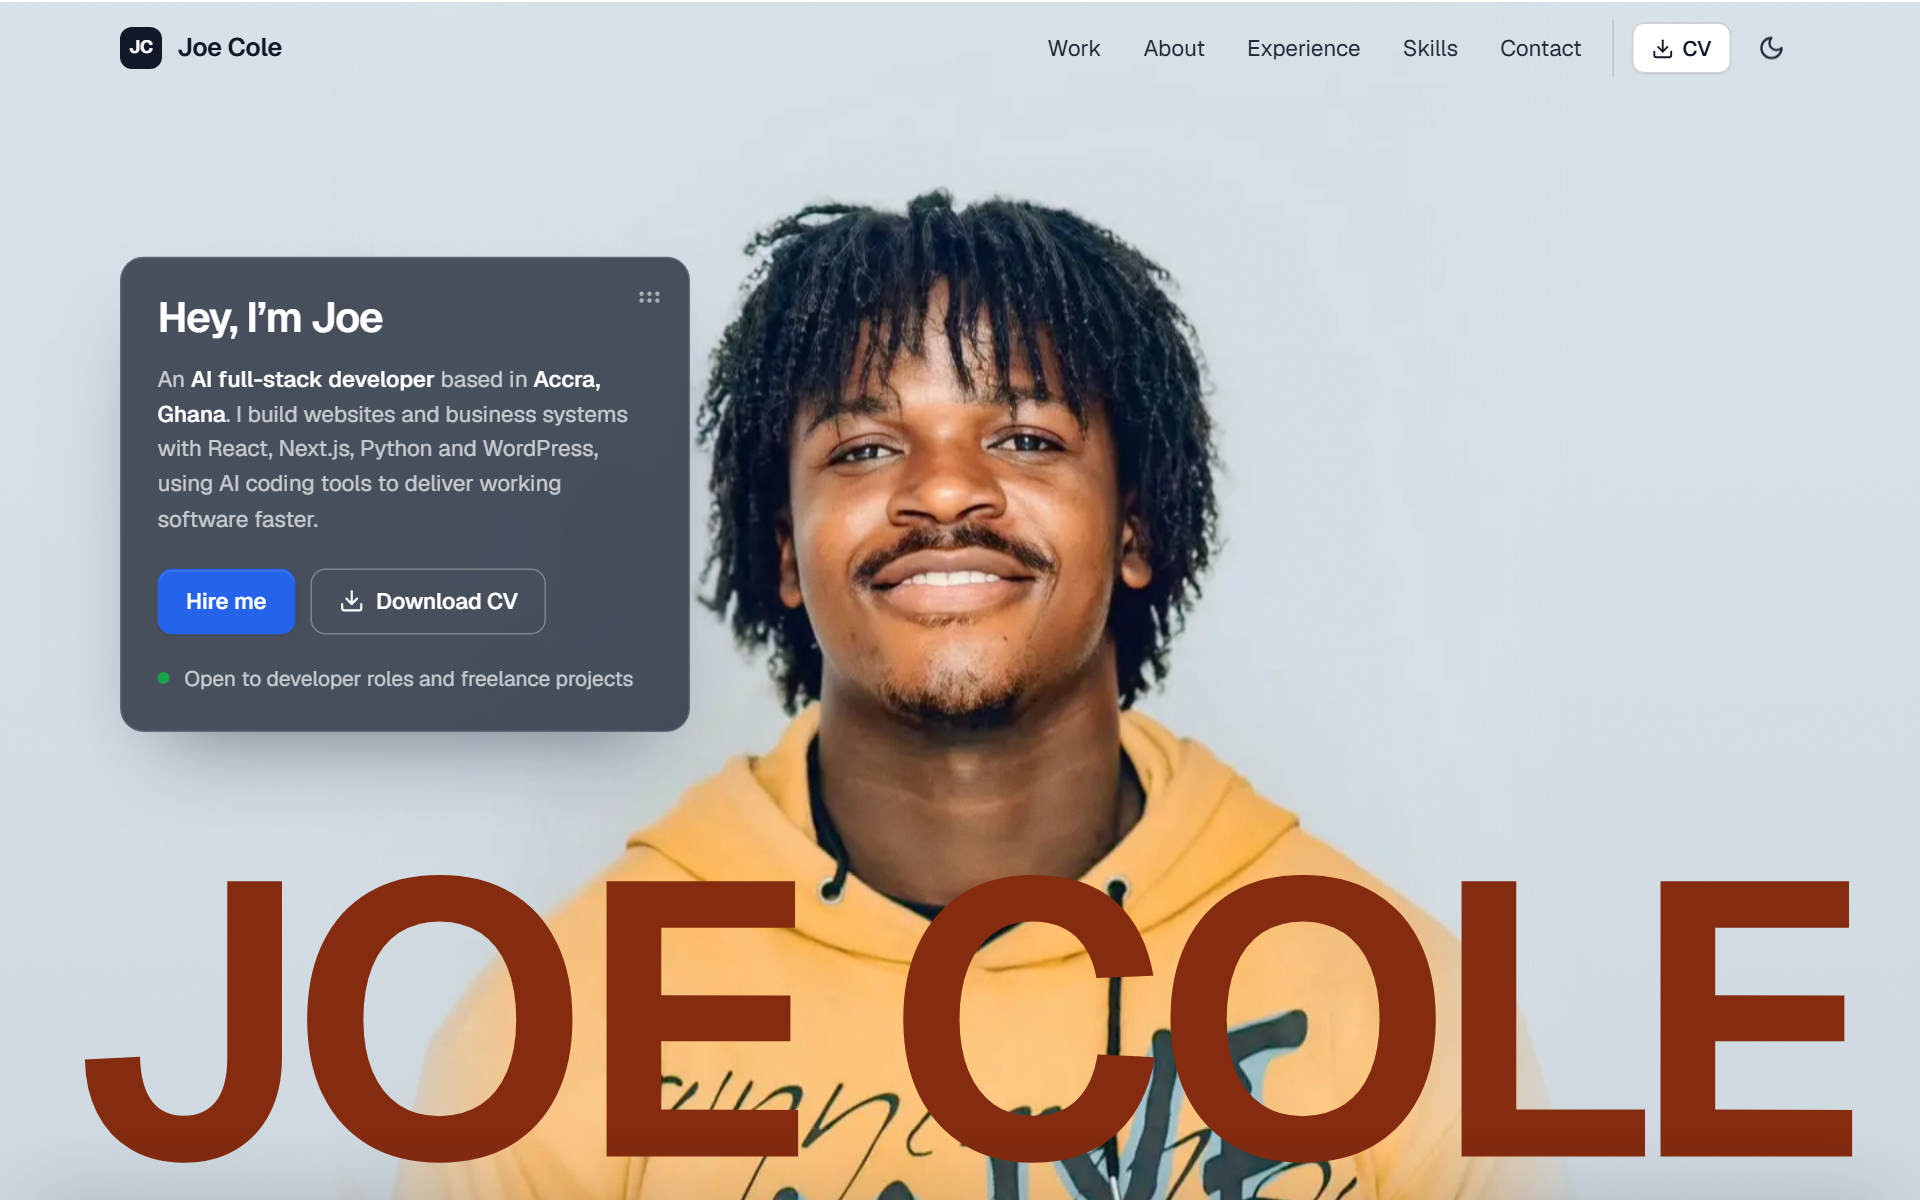 JC Joe Cole
Work About Experience Skills Contact CV
Hey, I’m Joe
An AI full-stack developer based in Accra,
Ghana. I build websites and business systems
with React, Next.js, Python and WordPress,
using AI coding tools to deliver working
software faster.
Hire me Download CV
Open to developer roles and freelance projects
JOE COLE